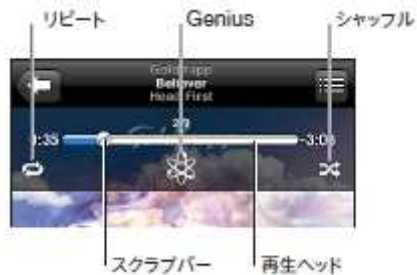 リピート Genius シャッフル
Goldfrapp
Believer
Head First
2/9
0:35 -3:08
スクラブバー 再生ヘッド